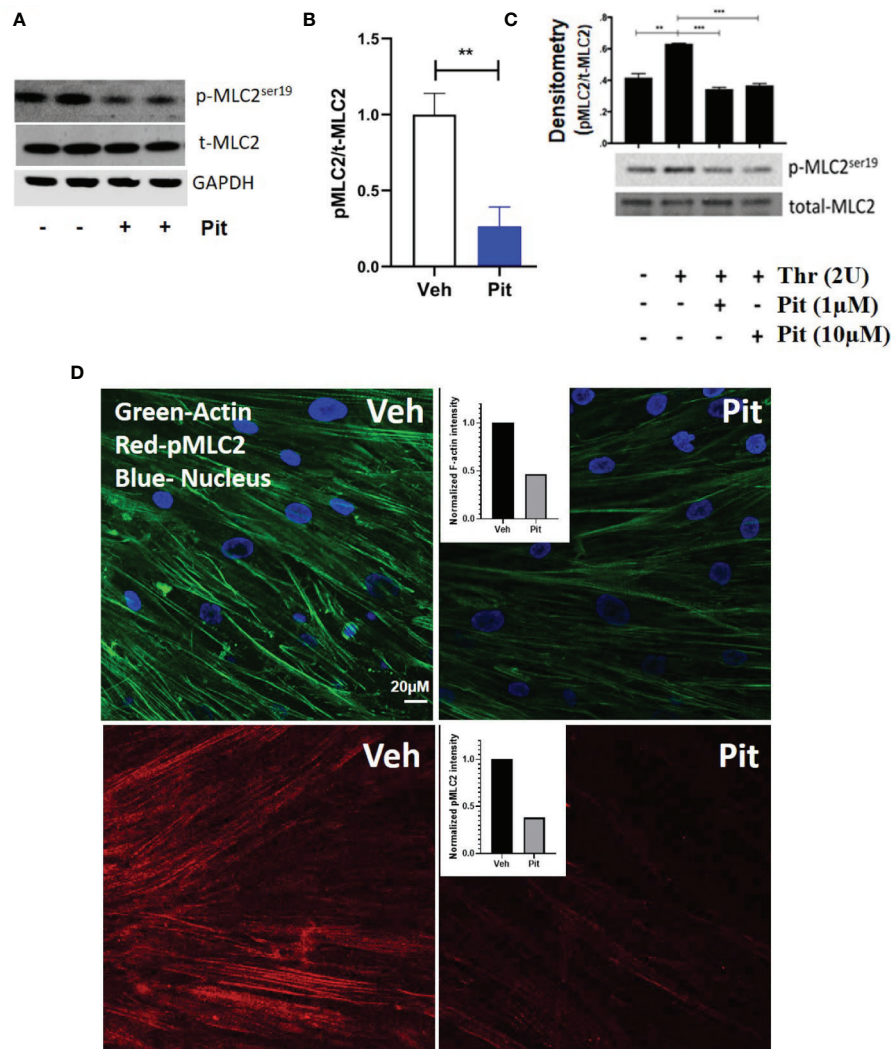 A
p-MLC2ser19
t-MLC2
GAPDH
- - + + Pit
B
**
pMLC2/t-MLC2
1.5
1.0
0.5
0.0
Veh Pit
C
*** 
** ***
Densitometry
(pMLC2/t-MLC2)
.8
.6
.4
.2
0
p-MLC2ser19
total-MLC2
- + + + Thr (2U)
- - + - Pit (1µM)
- - - + Pit (10µM)
D
Green-Actin
Red-pMLC2
Blue- Nucleus
Veh
20µM
Normalized F-actin intensity
1.0
0.5
0.0
Veh Pit
Pit
Veh
Normalized pMLC2 intensity
1.0
0.5
0.0
Veh Pit
Pit